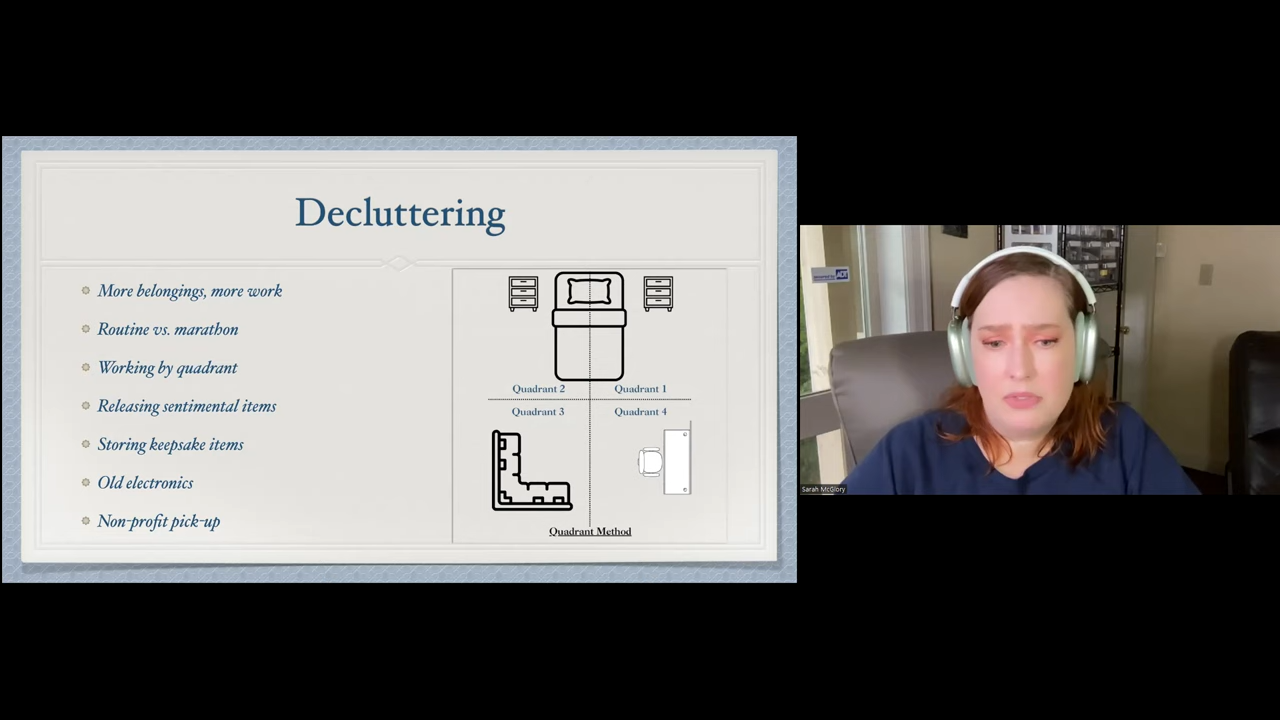 Decluttering
More belongings, more work
Routine vs. marathon
Working by quadrant
Releasing sentimental items
Storing keepsake items
Old electronics
Non-profit pick-up
Quadrant 2
Quadrant 1
Quadrant 3
Quadrant 4
Quadrant Method
ADT
Sarah McGlory